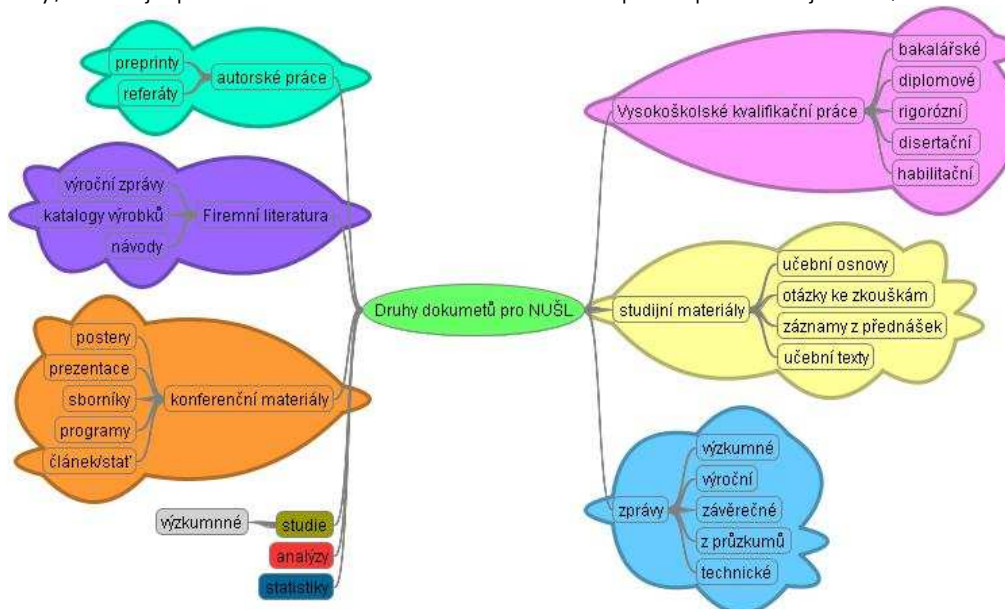 preprinty
referáty
autorské práce
výroční zprávy
katalogy výrobků
návody
Firemní literatura
postery
prezentace
sborníky
programy
článek/stať
konferenční materiály
výzkumnné
studie
analýzy
statistiky
Druhy dokumetů pro NUŠL
Vysokoškolské kvalifikační práce
bakalářské
diplomové
rigorózní
disertační
habilitační
studijní materiály
učební osnovy
otázky ke zkouškám
záznamy z přednášek
učební texty
zprávy
výzkumné
výroční
závěrečné
z průzkumů
technické